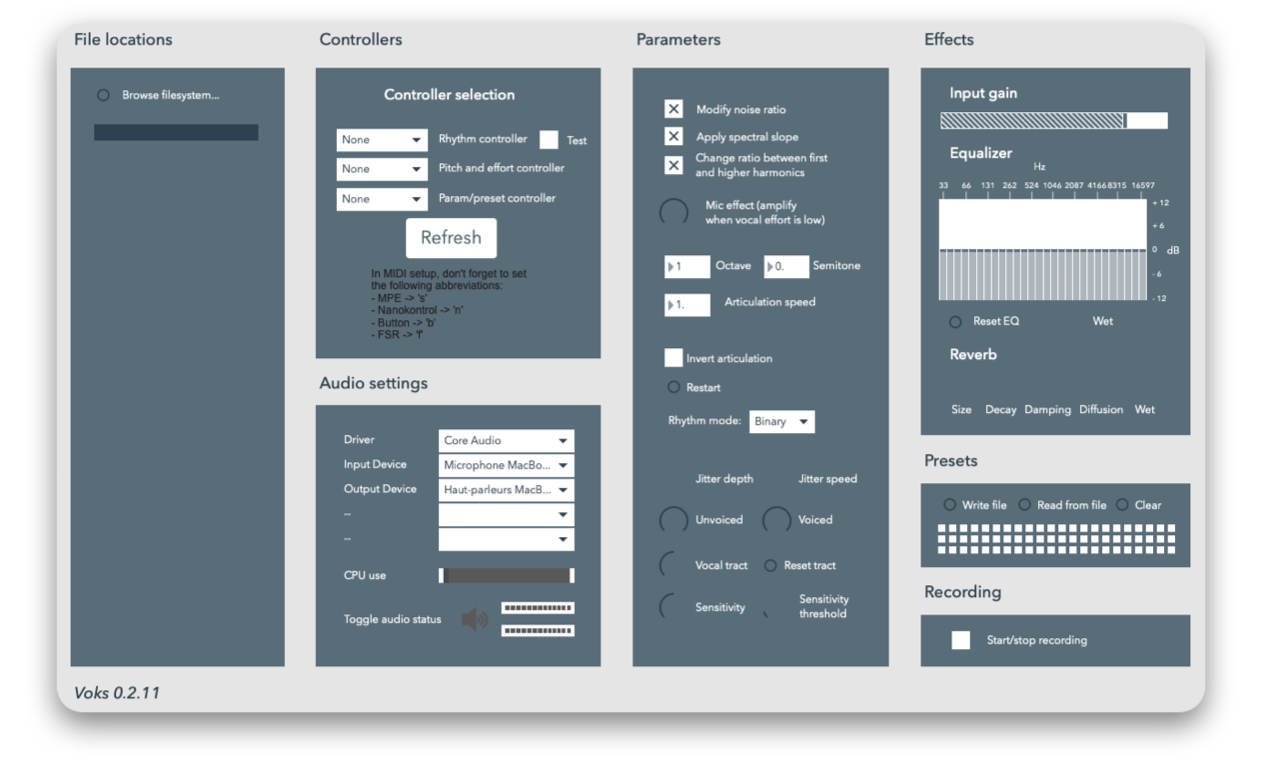 File locations
Browse filesystem...
Voks 0.2.11
Controllers
Controller selection
None
Rhythm controller
Test
None
Pitch and effort controller
None
Param/preset controller
Refresh
In MIDI setup, don't forget to set
the following abbreviations:
- MPE -> 's'
- Nanokontrol -> 'n'
- Button -> 'b'
- FSR -> 'f'
Audio settings
Driver
Core Audio
Input Device
Microphone MacBo...
Output Device
Haut-parleurs MacB...
--
--
CPU use
Toggle audio status
Parameters
Modify noise ratio
Apply spectral slope
Change ratio between first
and higher harmonics
Mic effect (amplify
when vocal effort is low)
1
Octave
0.
Semitone
1.
Articulation speed
Invert articulation
Restart
Rhythm mode:
Binary
Jitter depth
Jitter speed
Unvoiced
Voiced
Vocal tract
Reset tract
Sensitivity
Sensitivity
threshold
Effects
Input gain
Equalizer
Hz
33 66 131 262 524 1046 2087 4166 8315 16597
+ 12
+ 6
0 dB
- 6
- 12
Reset EQ
Wet
Reverb
Size Decay Damping Diffusion Wet
Presets
Write file
Read from file
Clear
Recording
Start/stop recording